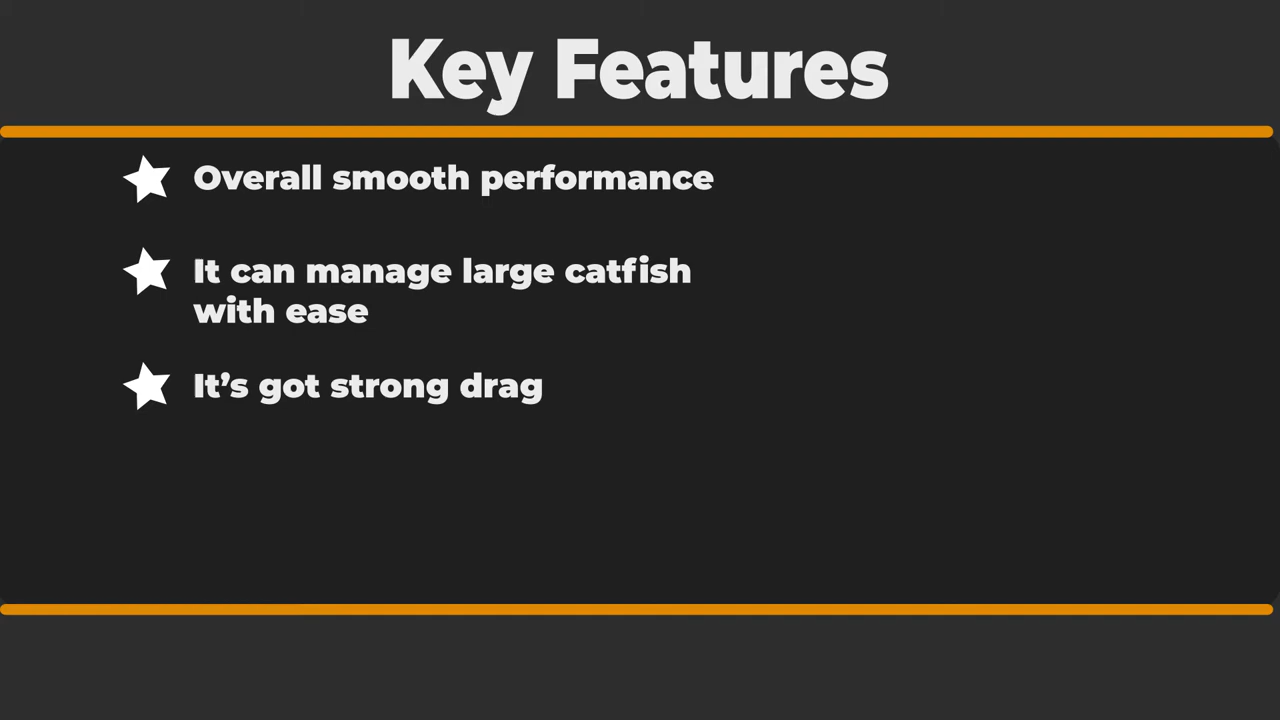 Key Features
Overall smooth performance
It can manage large catfish
with ease
It’s got strong drag